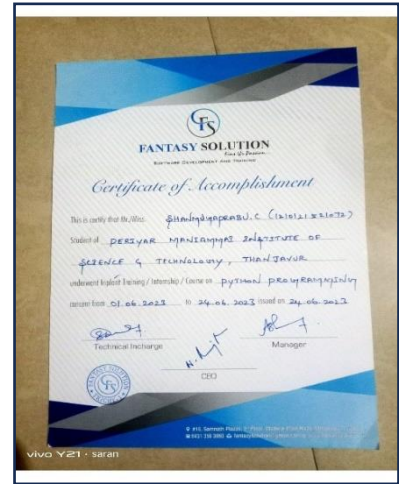 FS
FANTASY SOLUTION
SOFTWARE DEVELOPMENT AND TRAINING
Certificate of Accomplishment
This is certify that Mr./Miss. SHANMUGAPRABU.C
Student of PERIYAR MANIAMMAI INSTITUTE OF
SCIENCE & TECHNOLOGY, THANJAVUR
underwent Inplant Training / Internship / Course on PYTHON PROGRAMMING
from 01.06.2023 to 24.06.2023 issued on 24.06.2023
Technical Incharge
Manager
CEO
vivo Y21 · saran